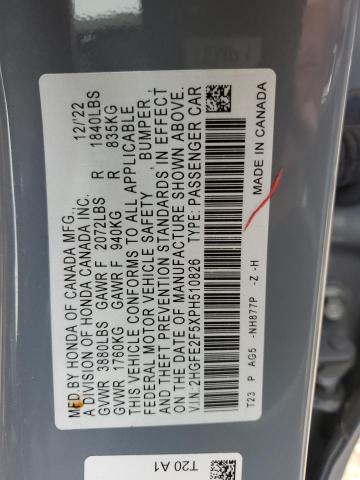 MFD.BY HONDA OF CANADA MFG.,
A DIVISION OF HONDA CANADA INC. 12/22
GVWR 3880LBS GAWR F 2072LBS R 1840LBS
GVWR 1760KG GAWR F 940KG R 835KG
THIS VEHICLE CONFORMS TO ALL APPLICABLE
FEDERAL MOTOR VEHICLE SAFETY, BUMPER,
AND THEFT PREVENTION STANDARDS IN EFFECT
ON THE DATE OF MANUFACTURE SHOWN ABOVE.
V.I.N.:2HGFE2F5XPH510826 TYPE:PASSENGER CAR
T23 P AG5 -NH877P -Z -H MADE IN CANADA
T20 A1